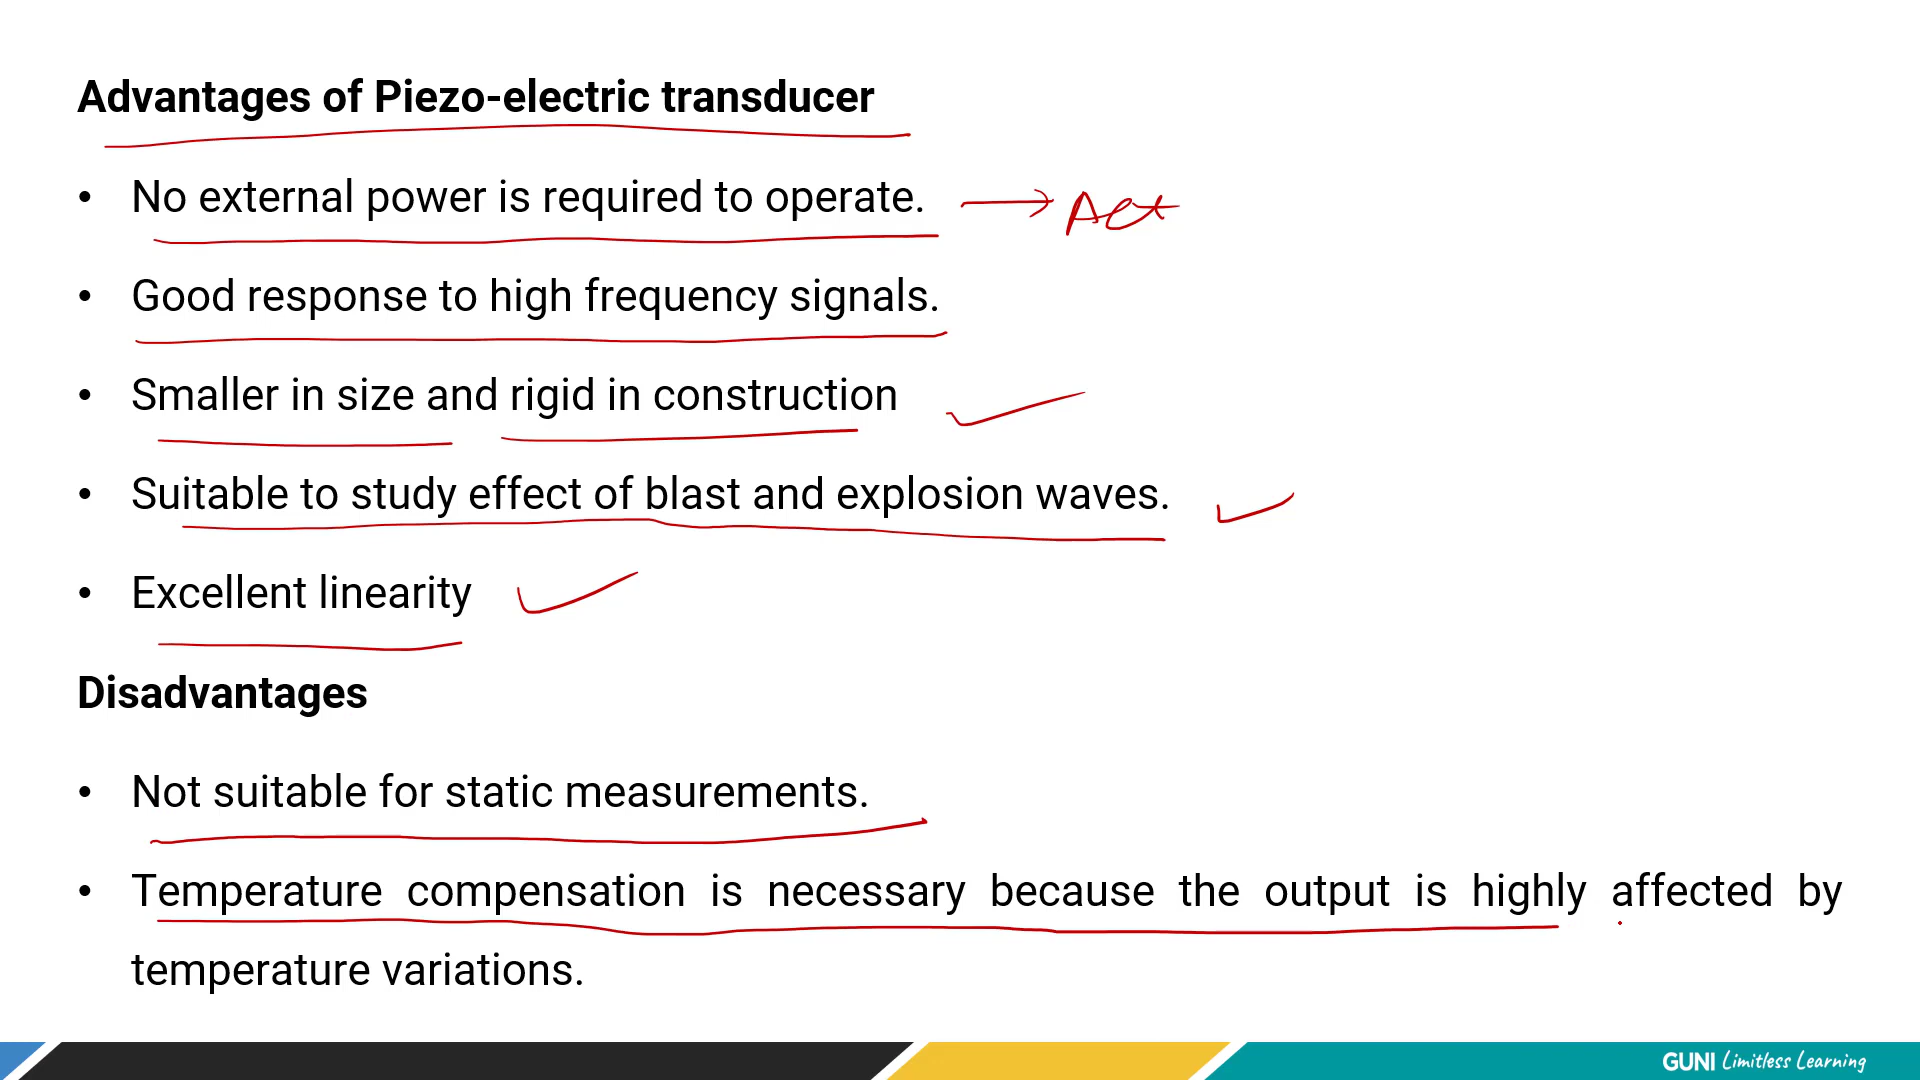 Advantages of Piezo-electric transducer
• No external power is required to operate. → Act
• Good response to high frequency signals.
• Smaller in size and rigid in construction
• Suitable to study effect of blast and explosion waves.
• Excellent linearity
Disadvantages
• Not suitable for static measurements.
• Temperature compensation is necessary because the output is highly affected by
temperature variations.
GUNI Limitless Learning